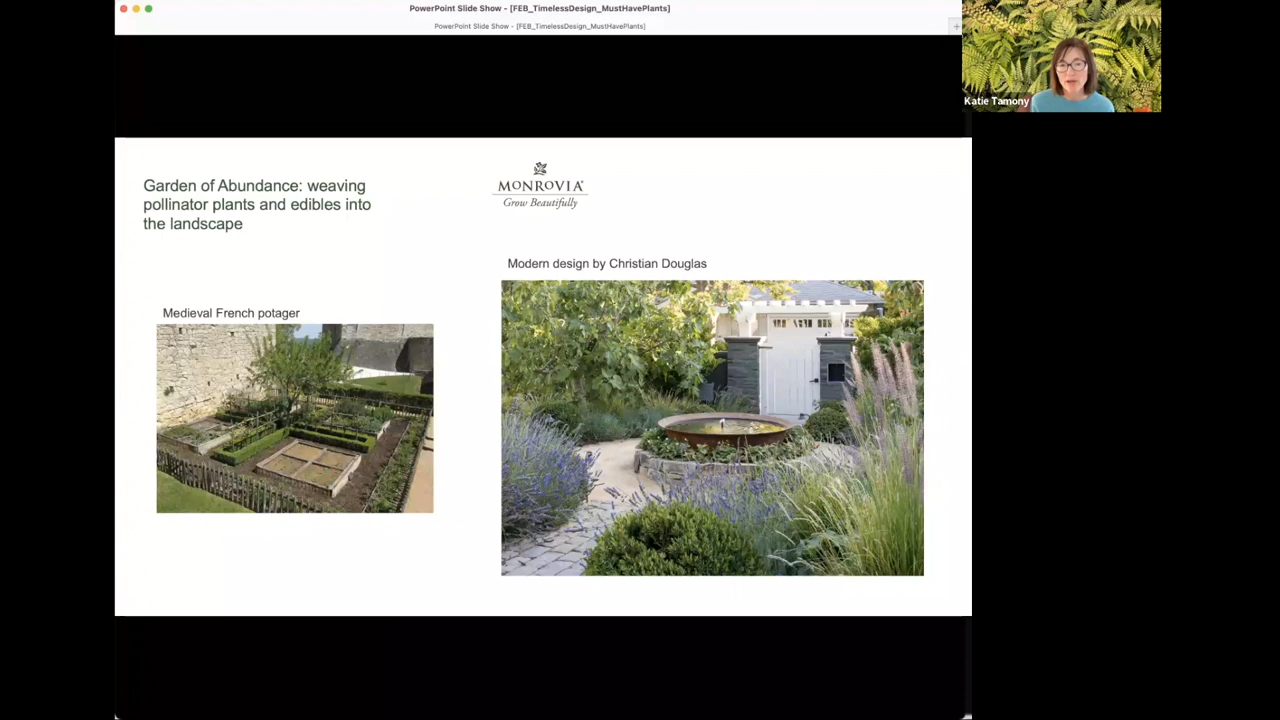 PowerPoint Slide Show - [FEB_TimelessDesign_MustHavePlants]
PowerPoint Slide Show - [FEB_TimelessDesign_MustHavePlants]
Katie Tamony
Garden of Abundance: weaving
pollinator plants and edibles into
the landscape
MONROVIA®
Grow Beautifully
Modern design by Christian Douglas
Medieval French potager